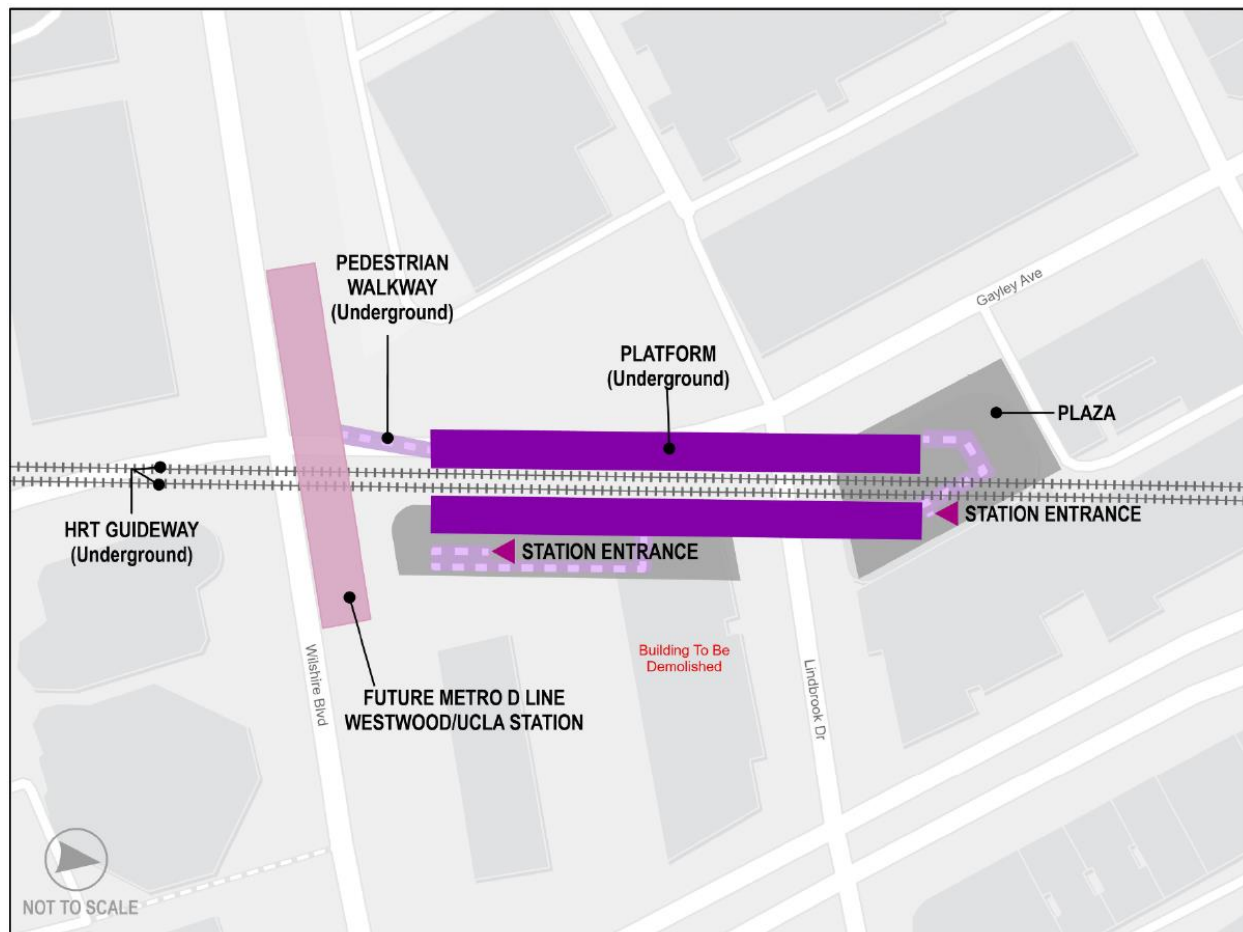 PEDESTRIAN
WALKWAY
(Underground)
Gayley Ave
PLATFORM
(Underground)
PLAZA
HRT GUIDEWAY
(Underground)
STATION ENTRANCE
STATION ENTRANCE
Building To Be
Demolished
Wilshire Blvd
Lindbrook Dr
FUTURE METRO D LINE
WESTWOOD/UCLA STATION
NOT TO SCALE